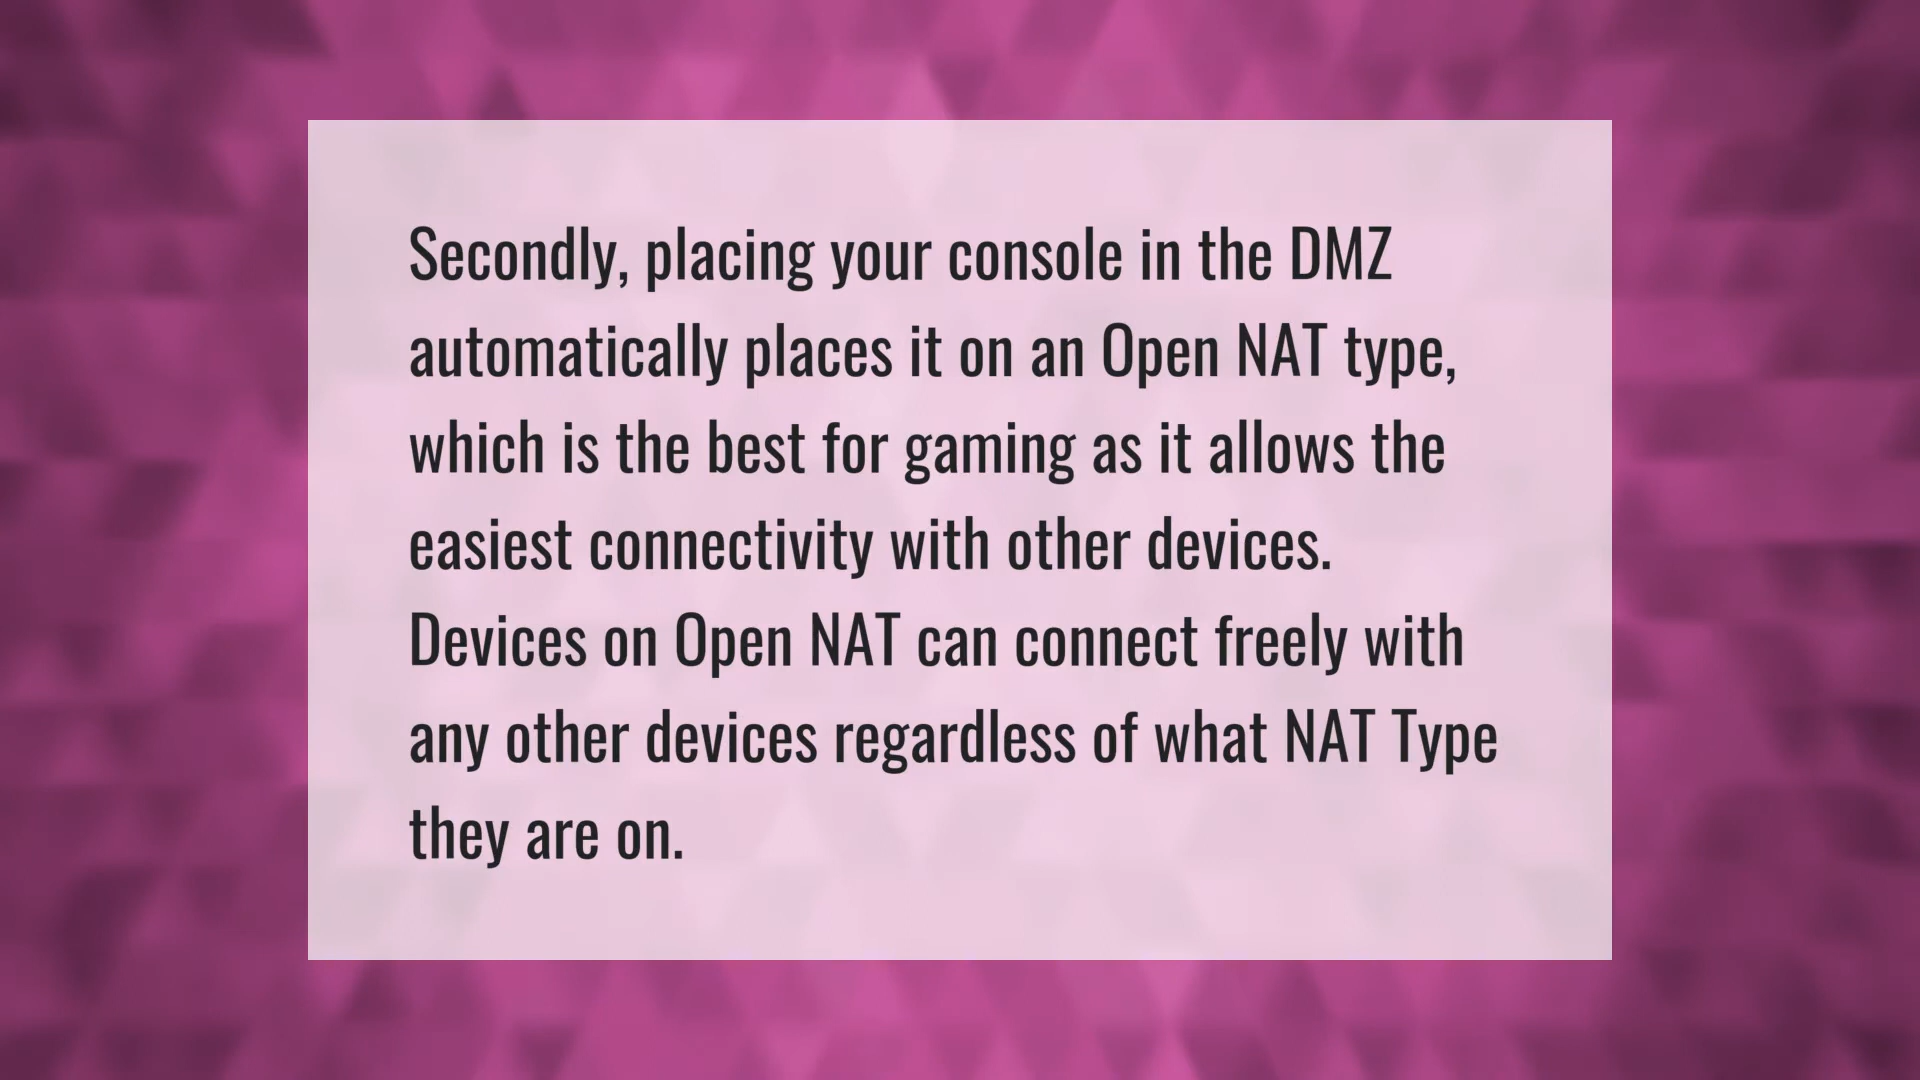 Secondly, placing your console in the DMZ
automatically places it on an Open NAT type,
which is the best for gaming as it allows the
easiest connectivity with other devices.
Devices on Open NAT can connect freely with
any other devices regardless of what NAT Type
they are on.